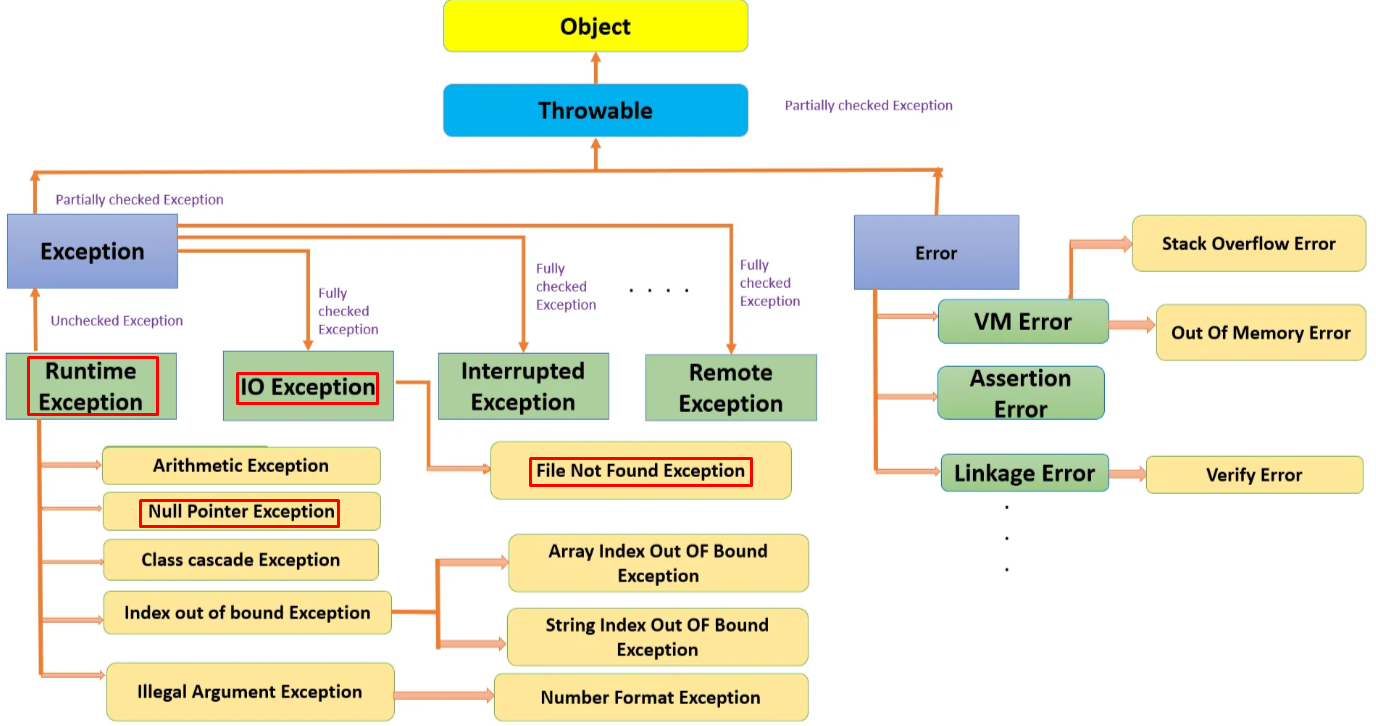 Object
Throwable
Partially checked Exception
Partially checked Exception
Exception
Error
Stack Overflow Error
Fully
checked
Exception
Fully
checked
Exception
. . . .
Fully
checked
Exception
Unchecked Exception
VM Error
Out Of Memory Error
Runtime
Exception
IO Exception
Interrupted
Exception
Remote
Exception
Assertion
Error
Arithmetic Exception
File Not Found Exception
Linkage Error
Verify Error
.
.
.
Null Pointer Exception
Class cascade Exception
Array Index Out OF Bound
Exception
Index out of bound Exception
String Index Out OF Bound
Exception
Illegal Argument Exception
Number Format Exception